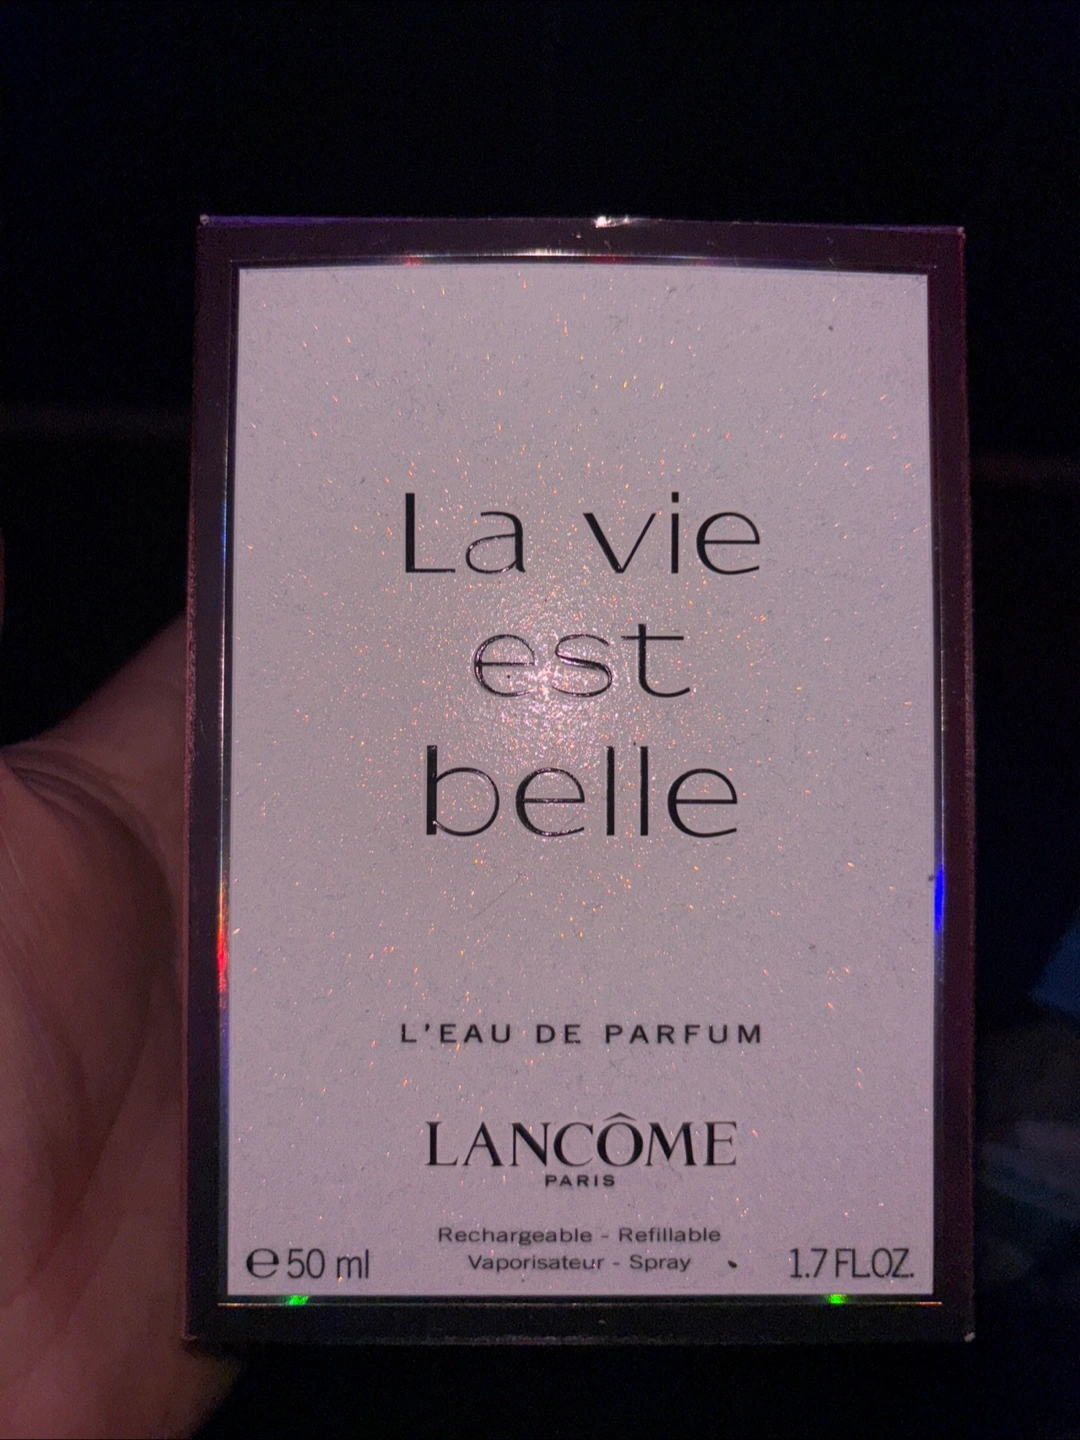 La vie
est
belle
L'EAU DE PARFUM
LANCÔME
PARIS
Rechargeable - Refillable
Vaporisateur - Spray
℮ 50 ml
1.7 FL.OZ.